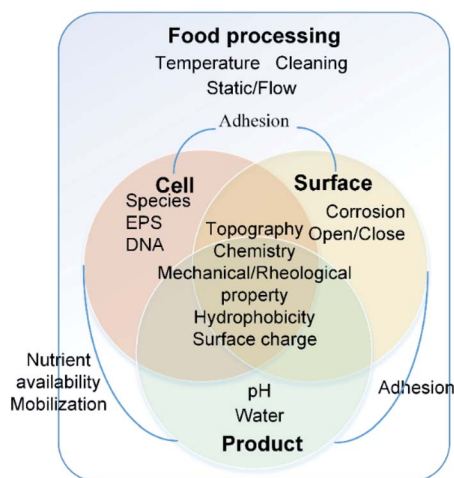 Food processing
Temperature Cleaning
Static/Flow
Adhesion
Cell
Species
EPS
DNA
Surface
Corrosion
Open/Close
Topography
Chemistry
Mechanical/Rheological
property
Hydrophobicity
Surface charge
Nutrient
availability
Mobilization
Adhesion
pH
Water
Product